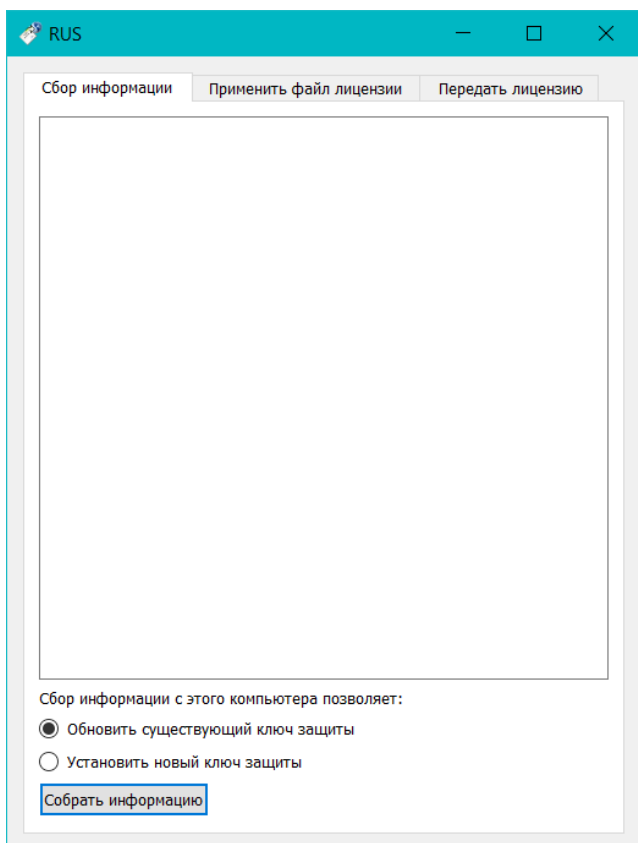 RUS
Сбор информации Применить файл лицензии Передать лицензию
Сбор информации с этого компьютера позволяет:
Обновить существующий ключ защиты
Установить новый ключ защиты
Собрать информацию